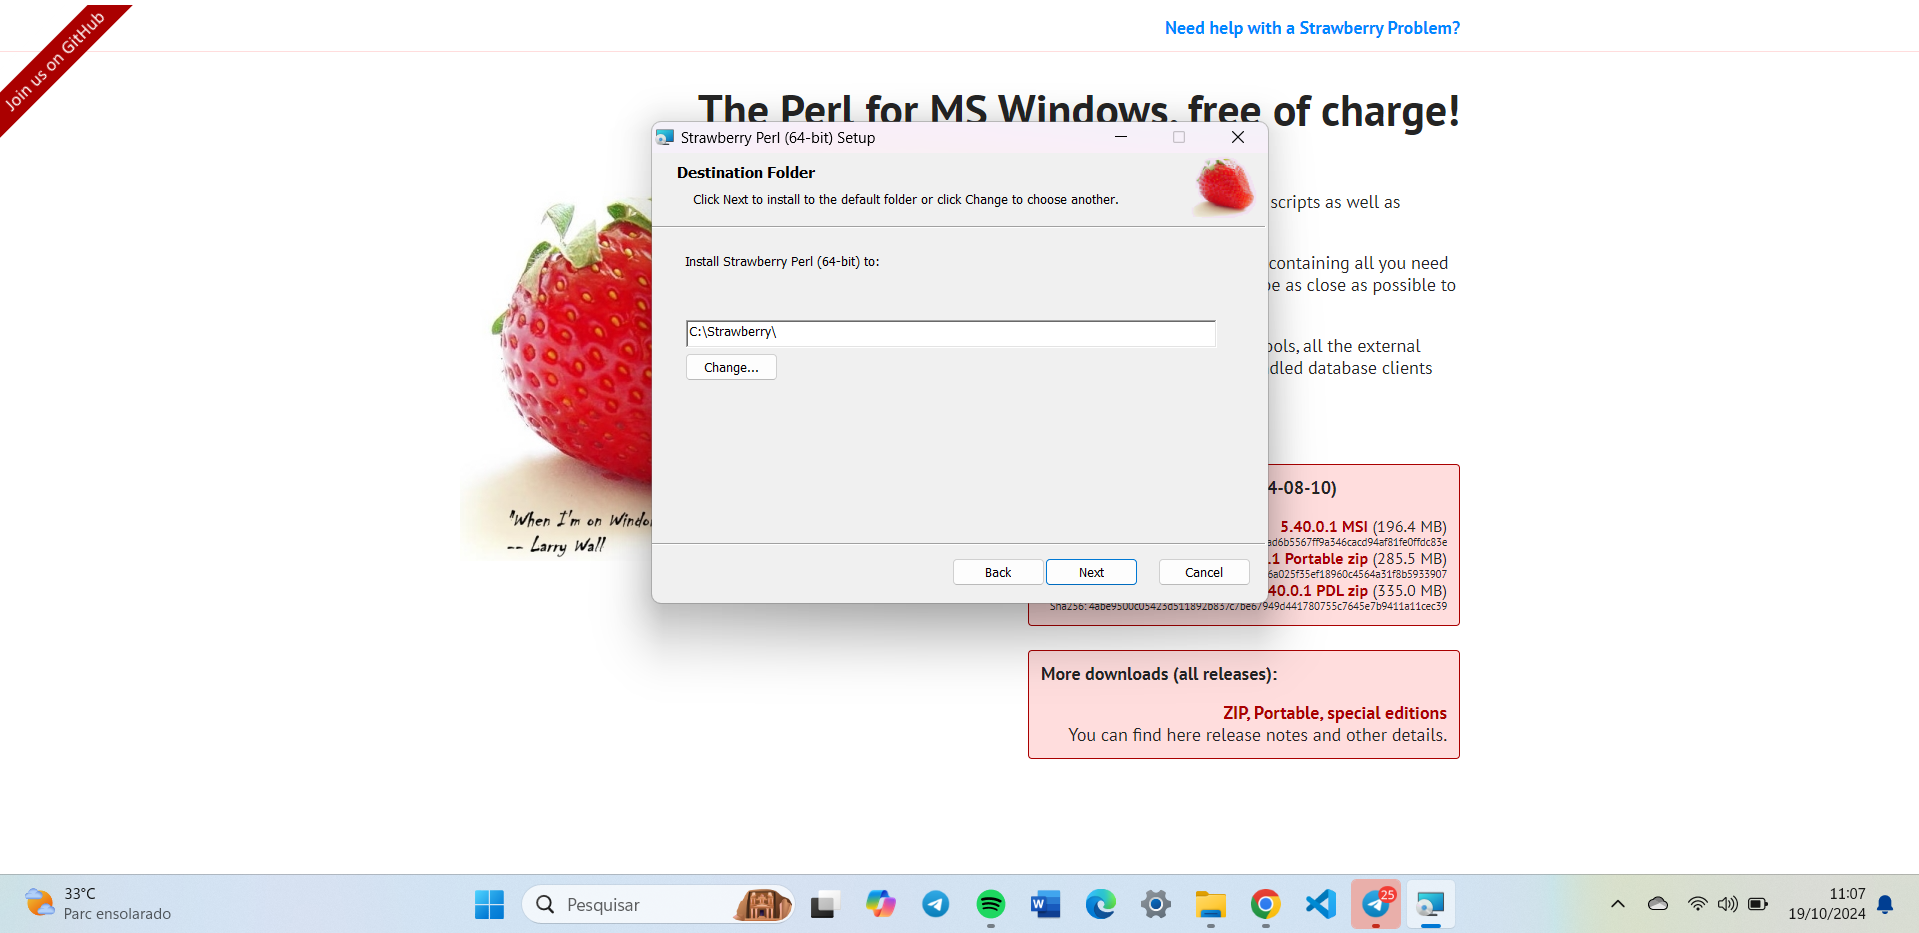 Join us on GitHub
Need help with a Strawberry Problem?
The Perl for MS Windows, free of charge!
Strawberry Perl (64-bit) Setup
Destination Folder
Click Next to install to the default folder or click Change to choose another.
scripts as well as
Install Strawberry Perl (64-bit) to:
containing all you need
be as close as possible to
C:\Strawberry\
ools, all the external
Change...
dled database clients
4-08-10)
"When I'm on Windo
-- Larry Wall
5.40.0.1 MSI (196.4 MB)
ad6b5567ff9a346cacd94af81fe0ffdc83e
.1 Portable zip (285.5 MB)
6a025f35ef18960c4564a31f8b5933907
Back
Next
Cancel
40.0.1 PDL zip (335.0 MB)
More downloads (all releases):
ZIP, Portable, special editions
You can find here release notes and other details.
33°C
Parc ensolarado
Pesquisar
25
11:07
19/10/2024